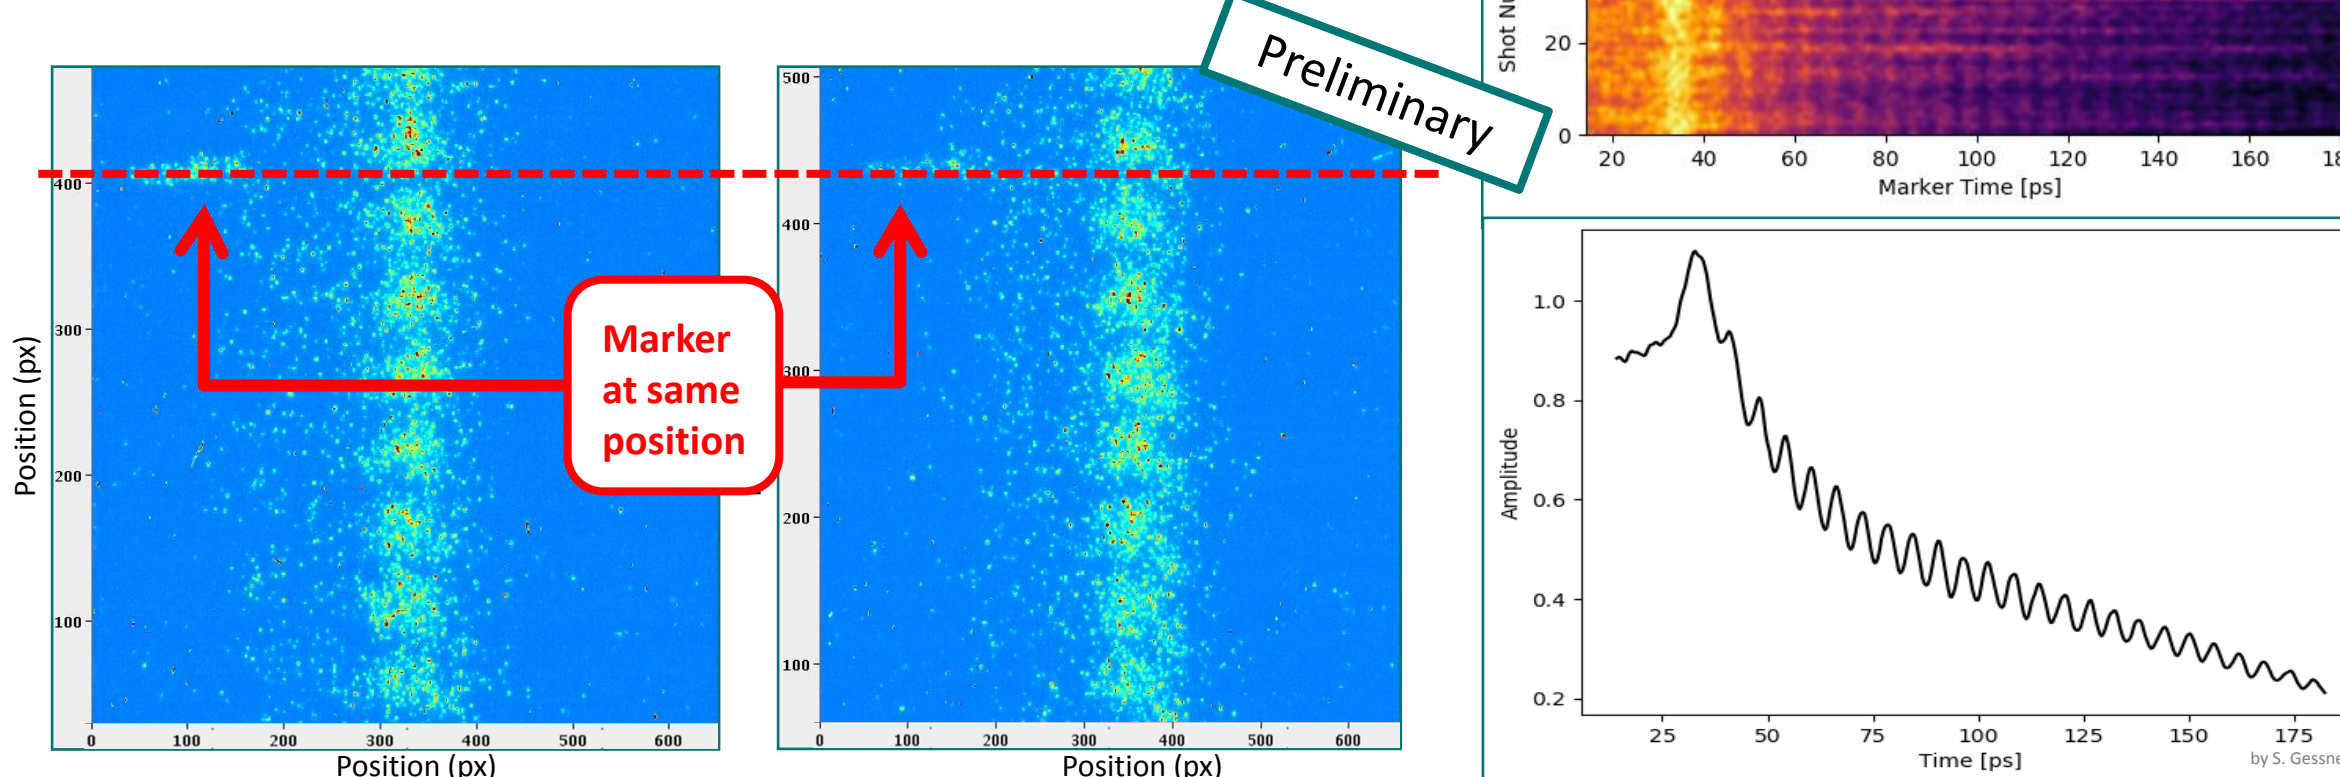 Preliminary
Position (px)
400
300
200
100
0 100 200 300 400 500 600
Position (px)
Marker
at same
position
500
400
300
200
100
0 100 200 300 400 500 600
Position (px)
20
0
20 40 60 80 100 120 140 160
Marker Time [ps]
Amplitude
1.0
0.8
0.6
0.4
0.2
25 50 75 100 125 150 175
Time [ps]
by S. Gessne
Shot Nu